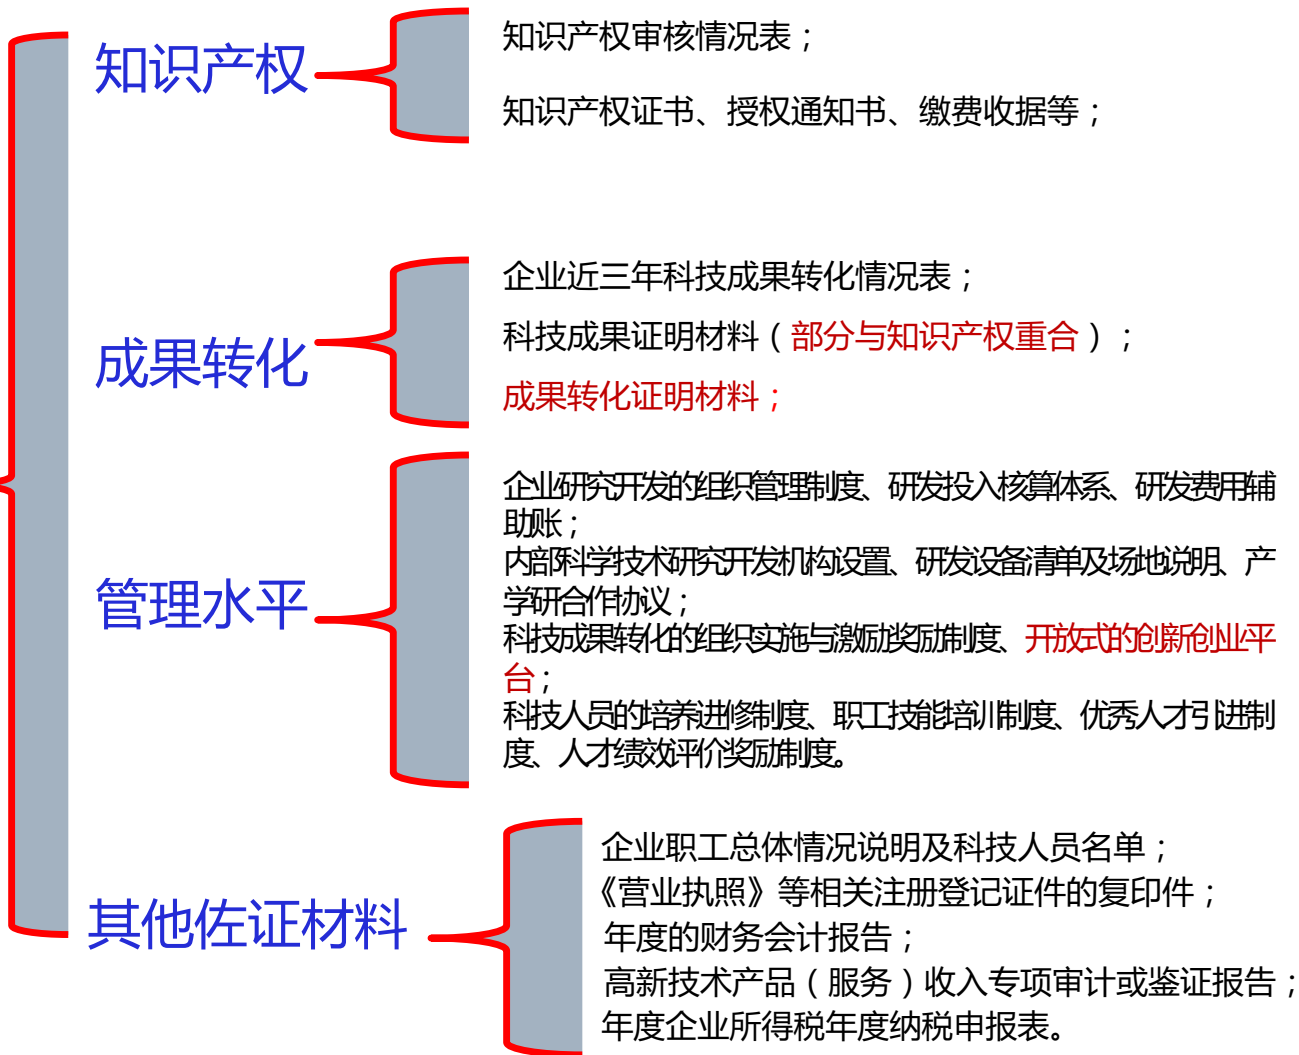 知识产权
知识产权审核情况表；
知识产权证书、授权通知书、缴费收据等；
成果转化
企业近三年科技成果转化情况表；
科技成果证明材料（部分与知识产权重合）；
成果转化证明材料；
管理水平
企业研究开发的组织管理制度、研发投入核算体系、研发费用辅
助账；
内部科学技术研究开发机构设置、研发设备清单及场地说明、产
学研合作协议；
科技成果转化的组织实施与激励奖励制度、开放式的创新创业平
台；
科技人员的培养进修制度、职工技能培训制度、优秀人才引进制
度、人才绩效评价奖励制度。
其他佐证材料
企业职工总体情况说明及科技人员名单；
《营业执照》等相关注册登记证件的复印件；
年度的财务会计报告；
高新技术产品（服务）收入专项审计或鉴证报告；
年度企业所得税年度纳税申报表。